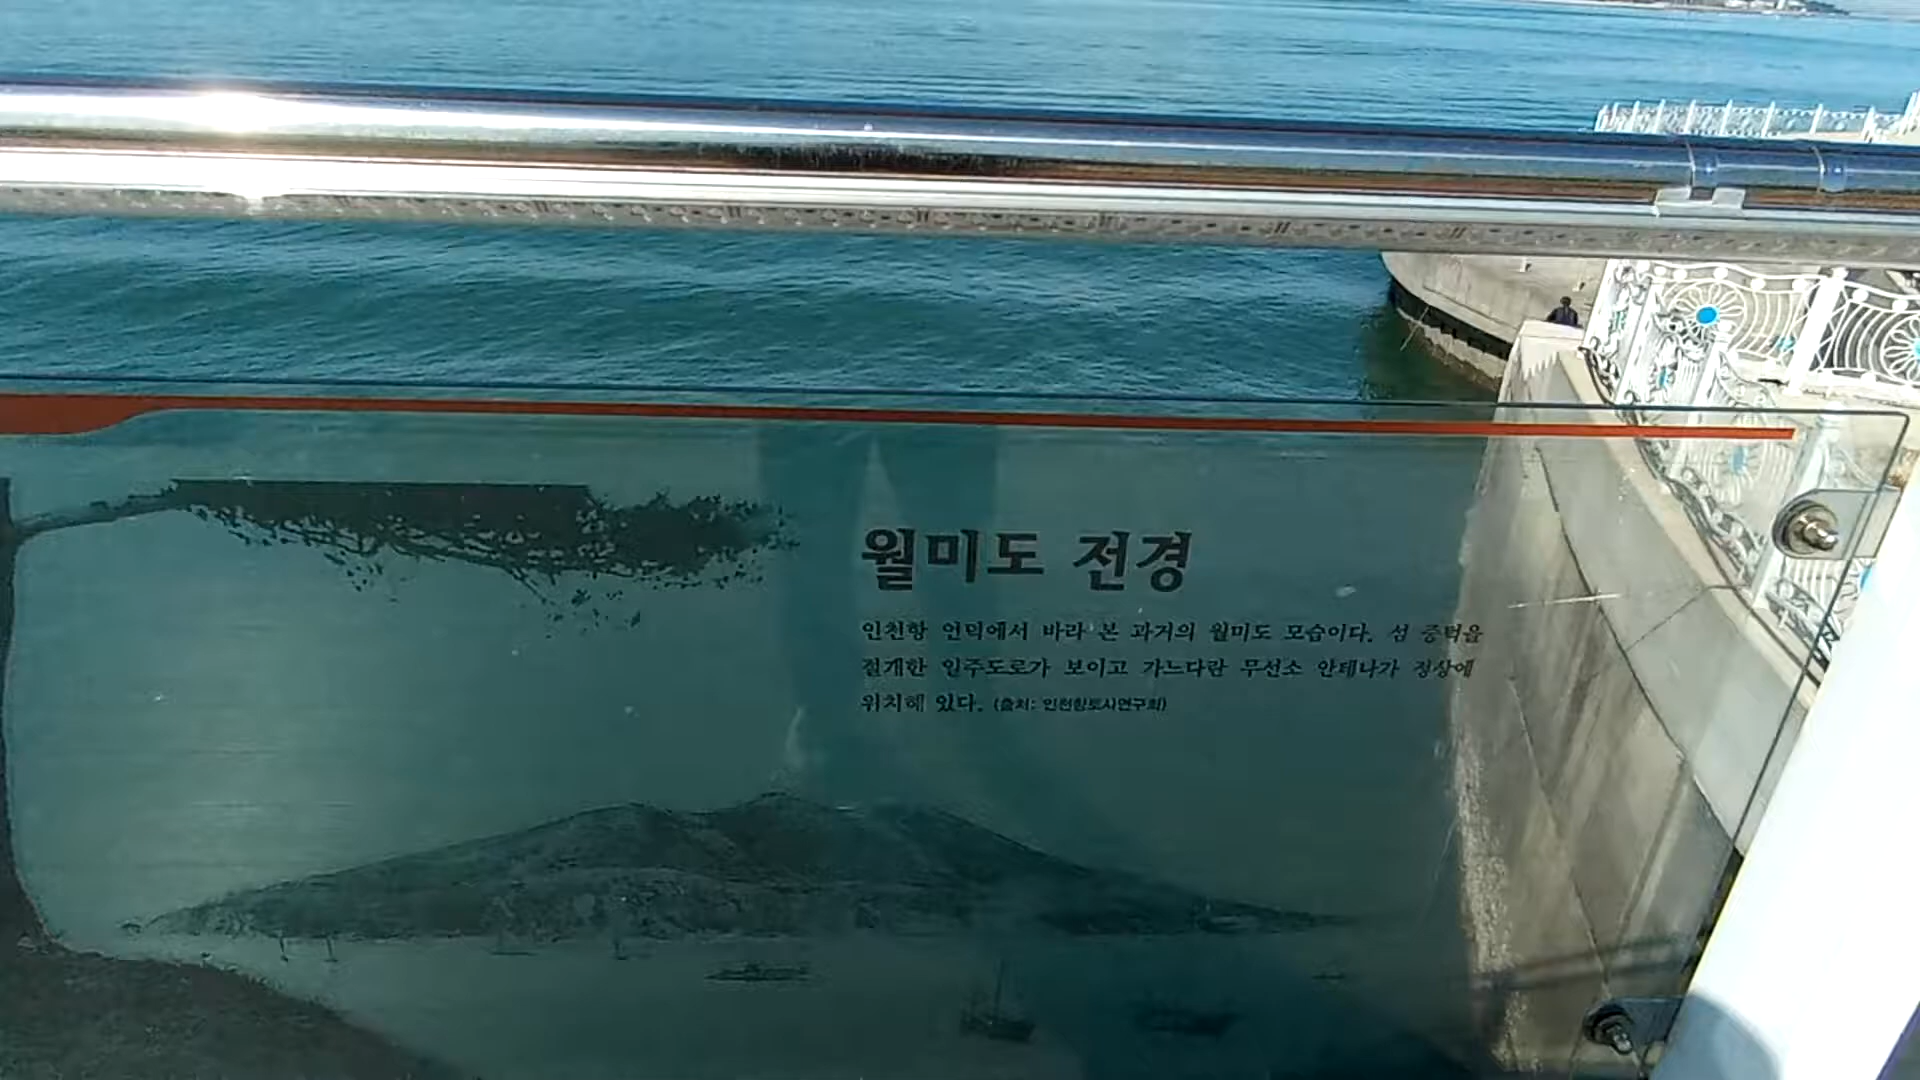 월미도 전경
인천항 언덕에서 바라 본 과거의 월미도 모습이다. 섬 중턱을
절개한 일주도로가 보이고 가느다란 무선소 안테나가 정상에
위치해 있다. (출처: 인천향토사연구회)